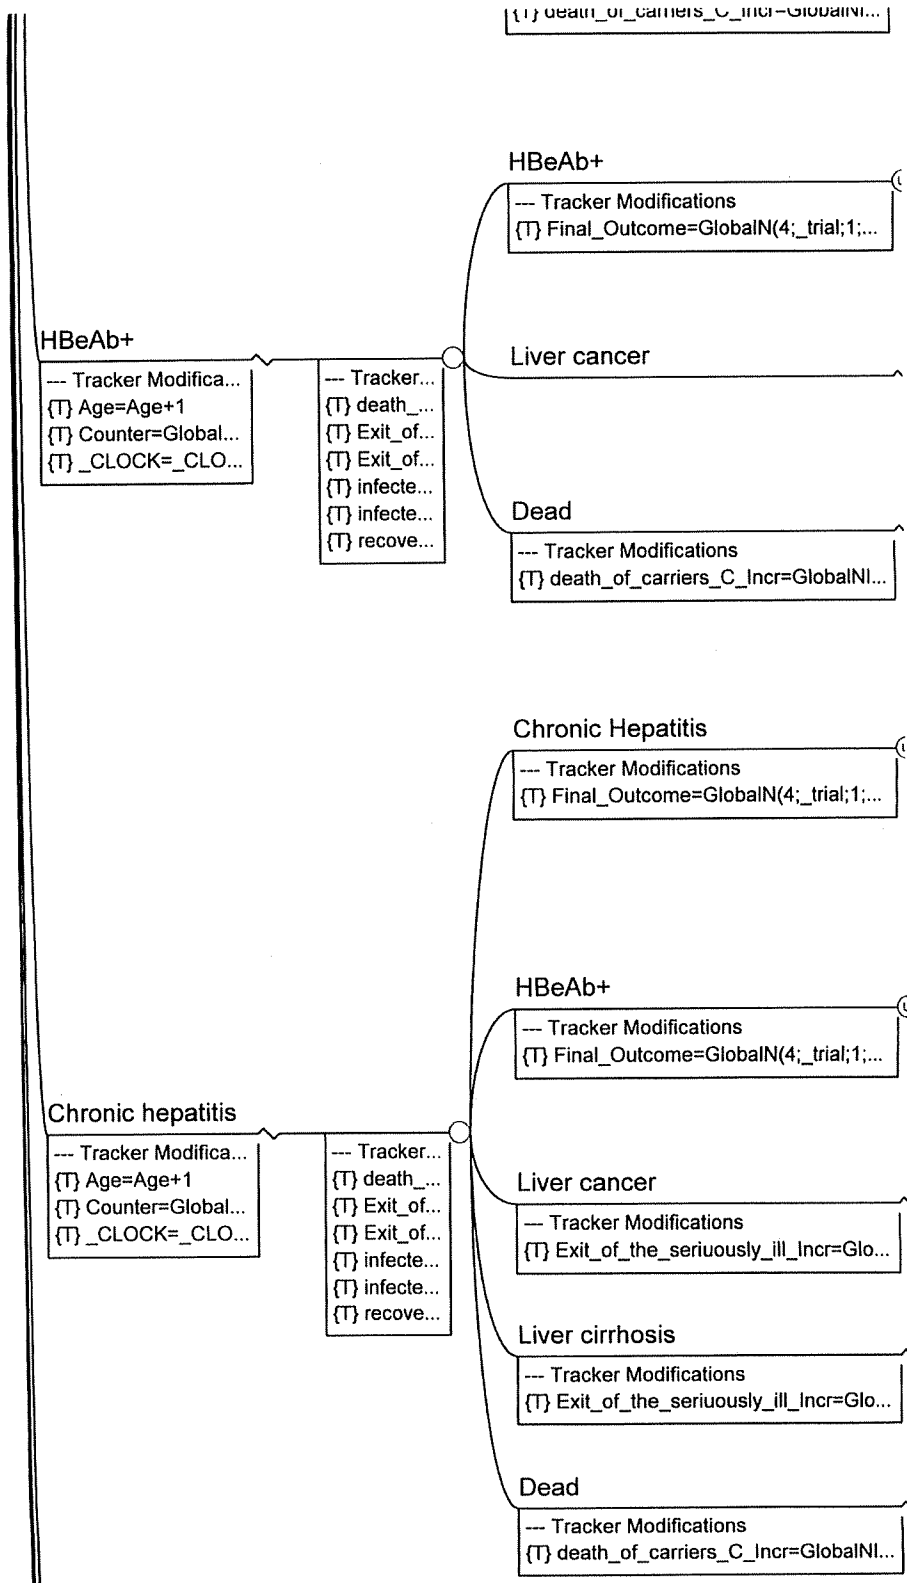 {T} death_of_carriers_C_Incr=GlobalNI...
HBeAb+
--- Tracker Modifications
{T} Final_Outcome=GlobalN(4;_trial;1;...
HBeAb+
--- Tracker Modifica...
{T} Age=Age+1
{T} Counter=Global...
{T} _CLOCK=_CLO...
--- Tracker...
{T} death_...
{T} Exit_of...
{T} Exit_of...
{T} infecte...
{T} infecte...
{T} recove...
Liver cancer
Dead
--- Tracker Modifications
{T} death_of_carriers_C_Incr=GlobalNI...
Chronic Hepatitis
--- Tracker Modifications
{T} Final_Outcome=GlobalN(4;_trial;1;...
HBeAb+
--- Tracker Modifications
{T} Final_Outcome=GlobalN(4;_trial;1;...
Chronic hepatitis
--- Tracker Modifica...
{T} Age=Age+1
{T} Counter=Global...
{T} _CLOCK=_CLO...
--- Tracker...
{T} death_...
{T} Exit_of...
{T} Exit_of...
{T} infecte...
{T} infecte...
{T} recove...
Liver cancer
--- Tracker Modifications
{T} Exit_of_the_seriuously_ill_Incr=Glo...
Liver cirrhosis
--- Tracker Modifications
{T} Exit_of_the_seriuously_ill_Incr=Glo...
Dead
--- Tracker Modifications
{T} death_of_carriers_C_Incr=GlobalNI...